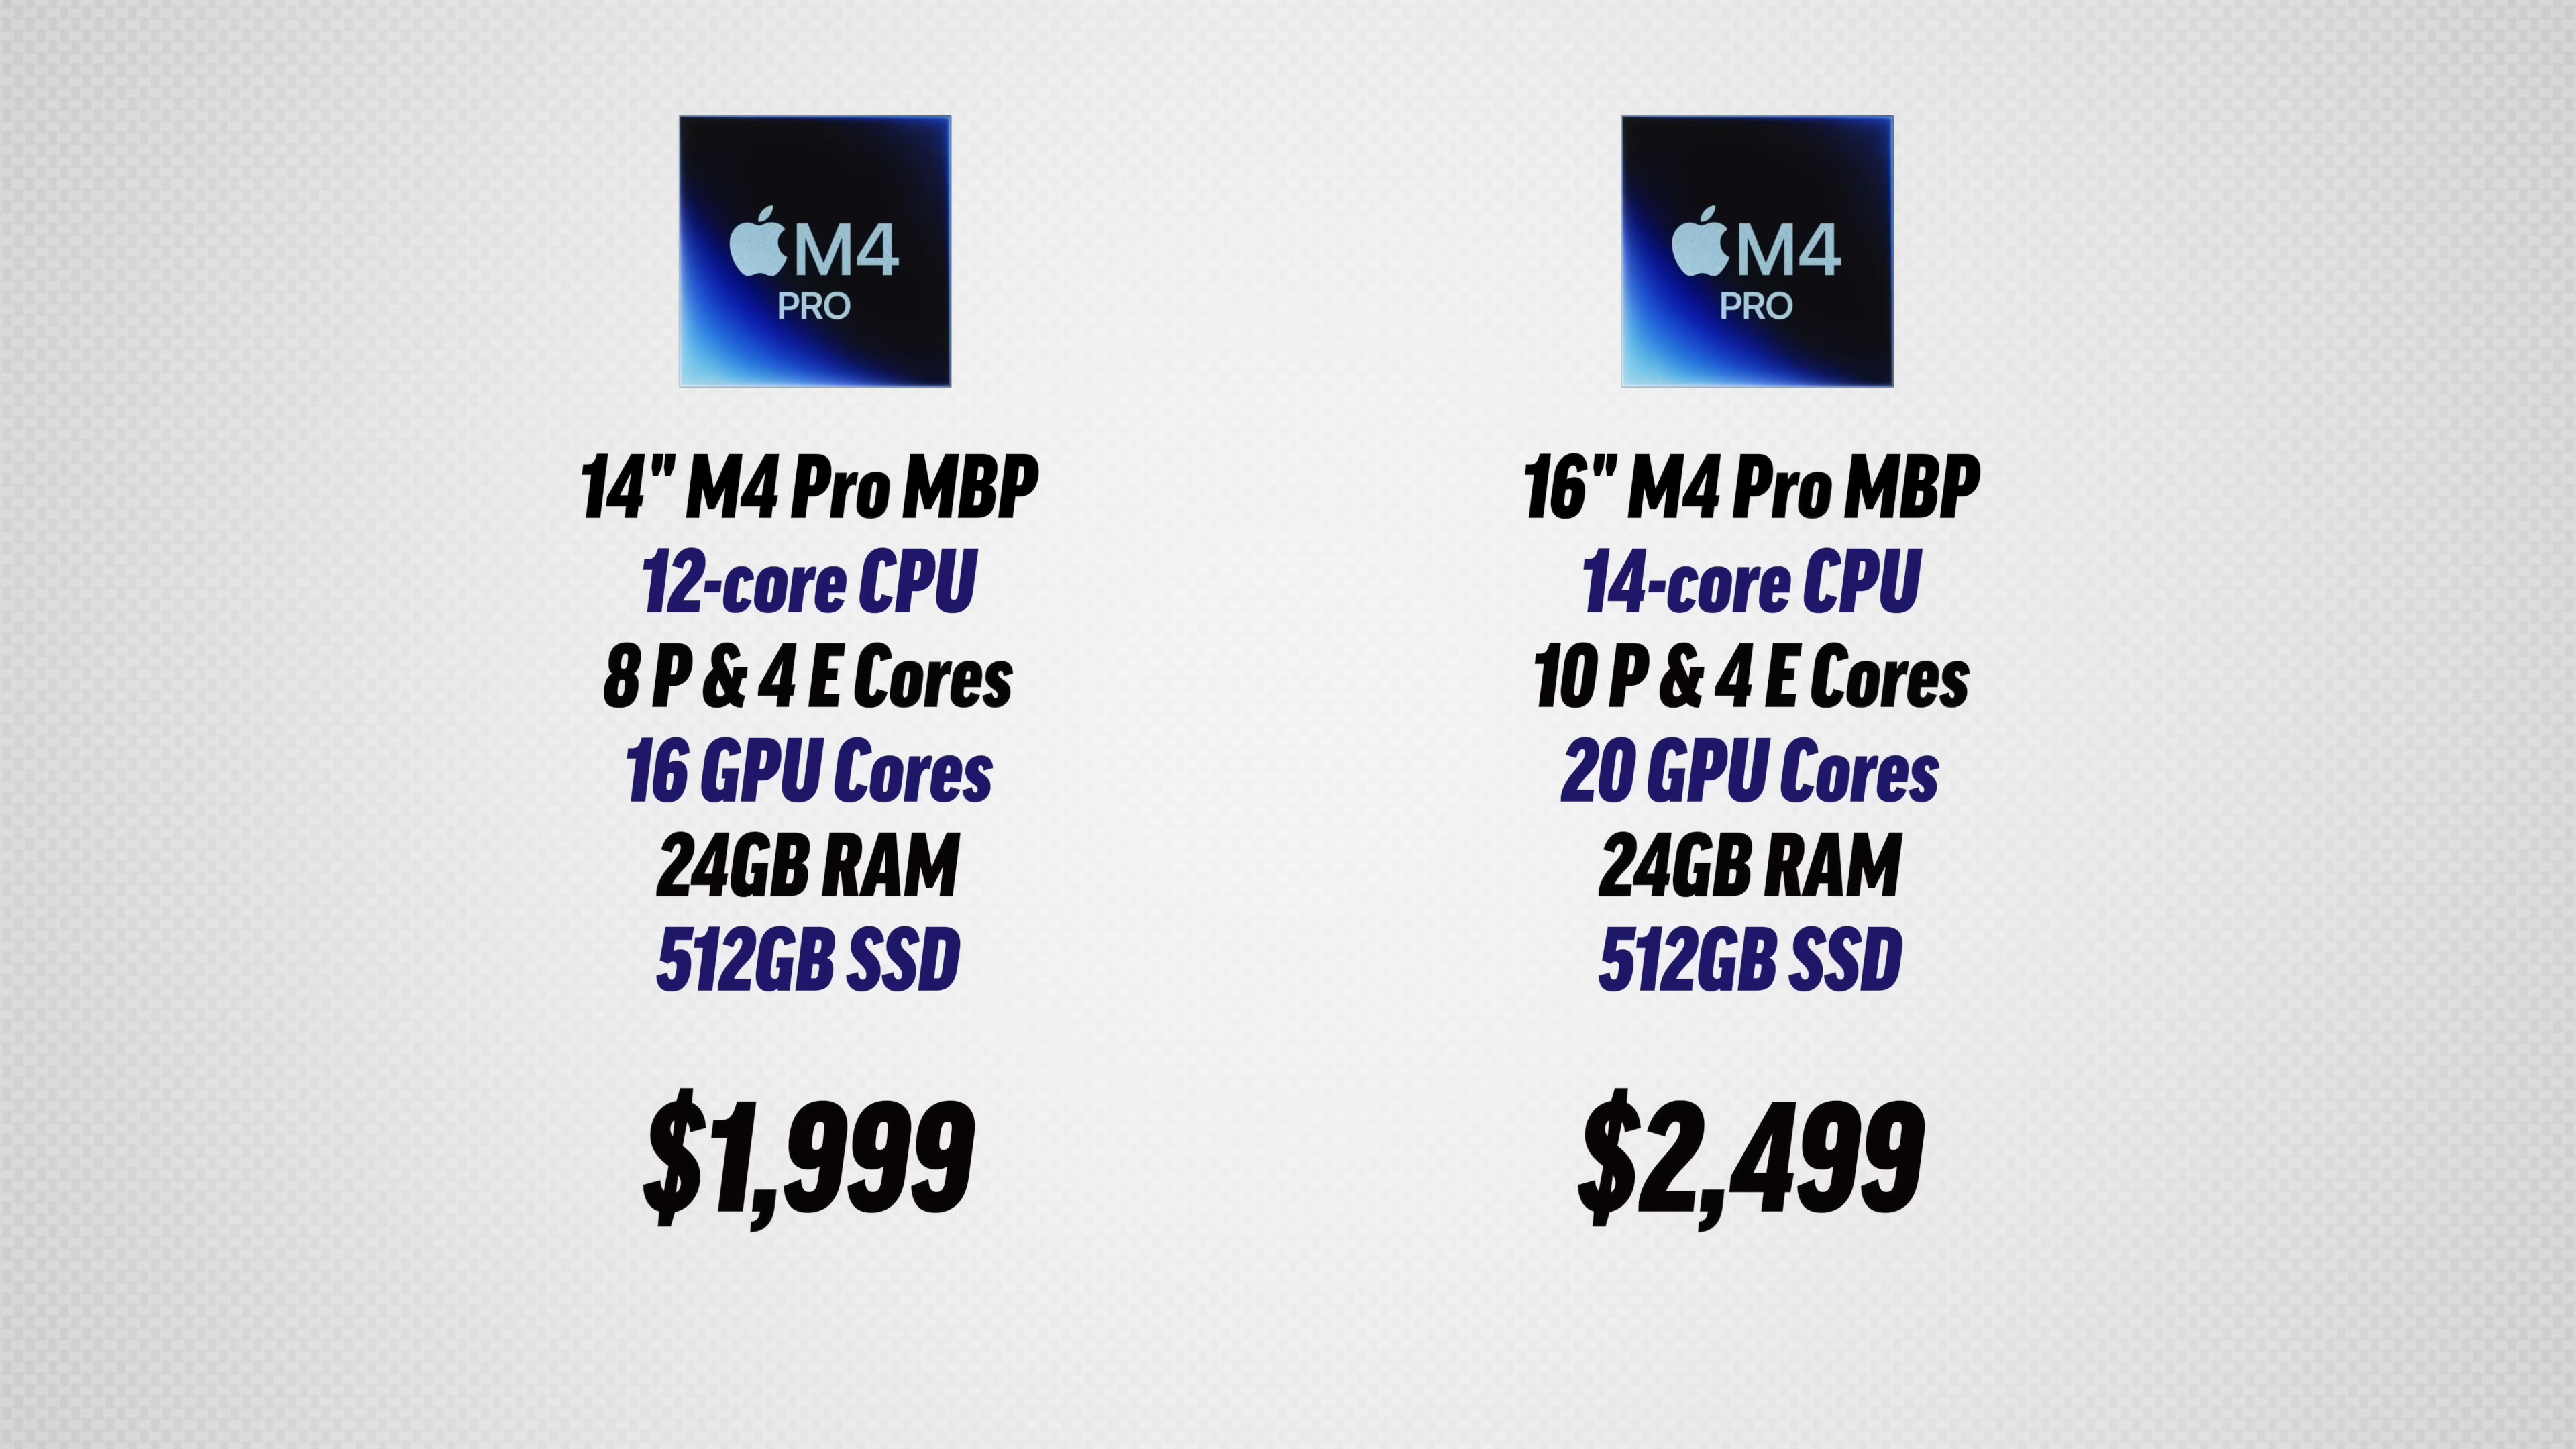 M4
PRO
14" M4 Pro MBP
12-core CPU
8 P & 4 E Cores
16 GPU Cores
24GB RAM
512GB SSD
$1,999
M4
PRO
16" M4 Pro MBP
14-core CPU
10 P & 4 E Cores
20 GPU Cores
24GB RAM
512GB SSD
$2,499